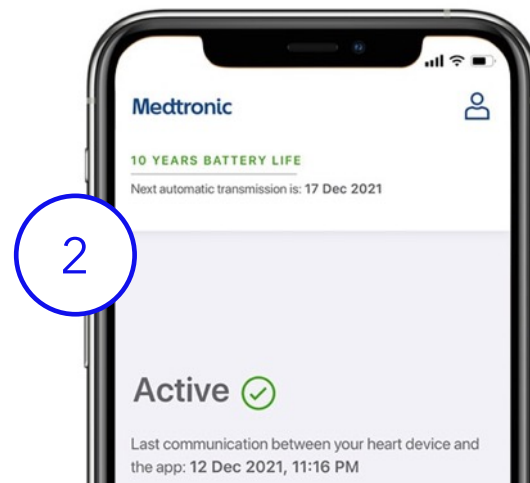 Medtronic
10 YEARS BATTERY LIFE
Next automatic transmission is: 17 Dec 2021
2
Active
Last communication between your heart device and
the app: 12 Dec 2021, 11:16 PM